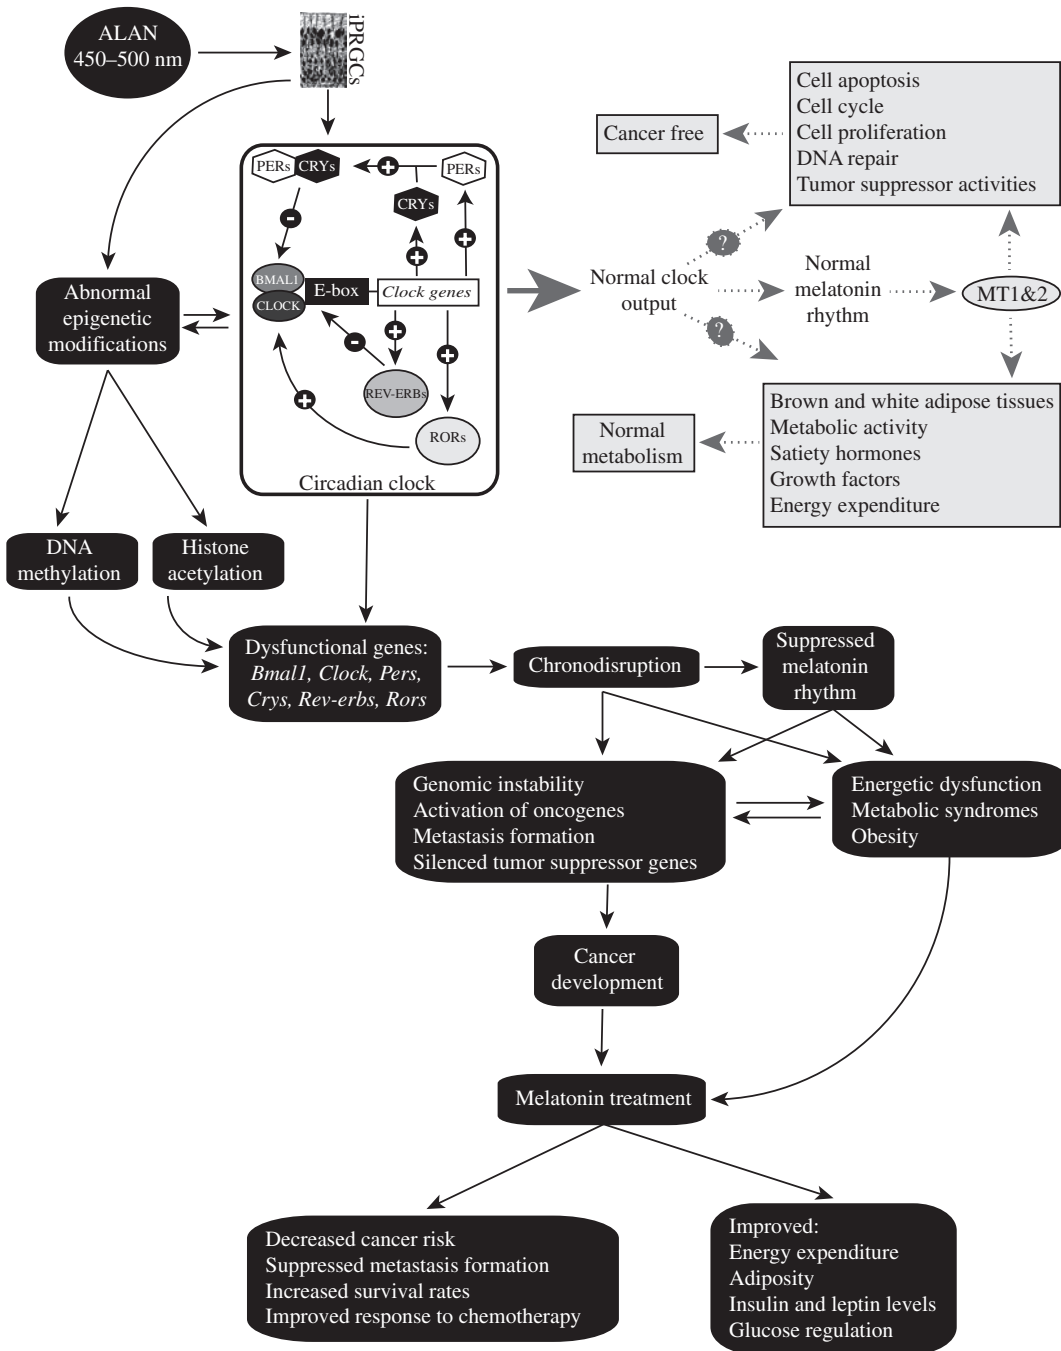 ALAN
450–500 nm
iPRGCs
PERs
CRYs
+
PERs
CRYs
-
+
+
BMAL1
CLOCK
E-box
Clock genes
-
+
+
REV-ERBs
+
RORs
Circadian clock
Abnormal
epigenetic
modifications
Cell apoptosis
Cell cycle
Cell proliferation
DNA repair
Tumor suppressor activities
Cancer free
?
Normal clock
output
Normal
melatonin
rhythm
MT1&2
?
Brown and white adipose tissues
Metabolic activity
Satiety hormones
Growth factors
Energy expenditure
Normal
metabolism
DNA
methylation
Histone
acetylation
Dysfunctional genes:
Bmal1, Clock, Pers,
Crys, Rev-erbs, Rors
Chronodisruption
Suppressed
melatonin
rhythm
Genomic instability
Activation of oncogenes
Metastasis formation
Silenced tumor suppressor genes
Energetic dysfunction
Metabolic syndromes
Obesity
Cancer
development
Melatonin treatment
Decreased cancer risk
Suppressed metastasis formation
Increased survival rates
Improved response to chemotherapy
Improved:
Energy expenditure
Adiposity
Insulin and leptin levels
Glucose regulation